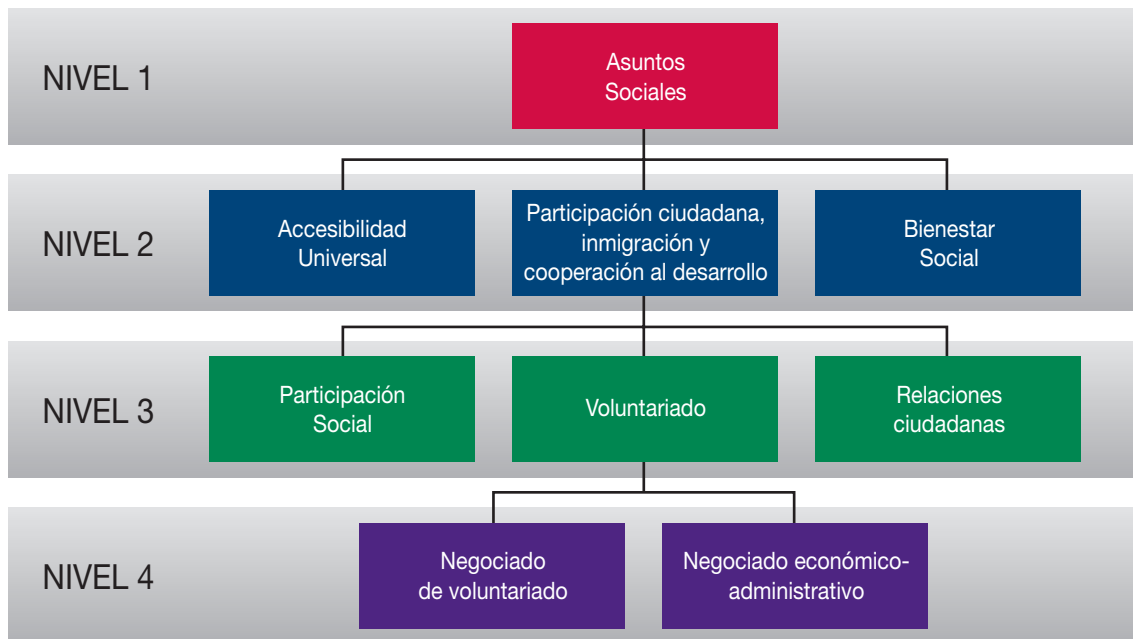 NIVEL 1
Asuntos
Sociales
NIVEL 2
Accesibilidad
Universal
Participación ciudadana,
inmigración y
cooperación al desarrollo
Bienestar
Social
NIVEL 3
Participación
Social
Voluntariado
Relaciones
ciudadanas
NIVEL 4
Negociado
de voluntariado
Negociado económico-
administrativo